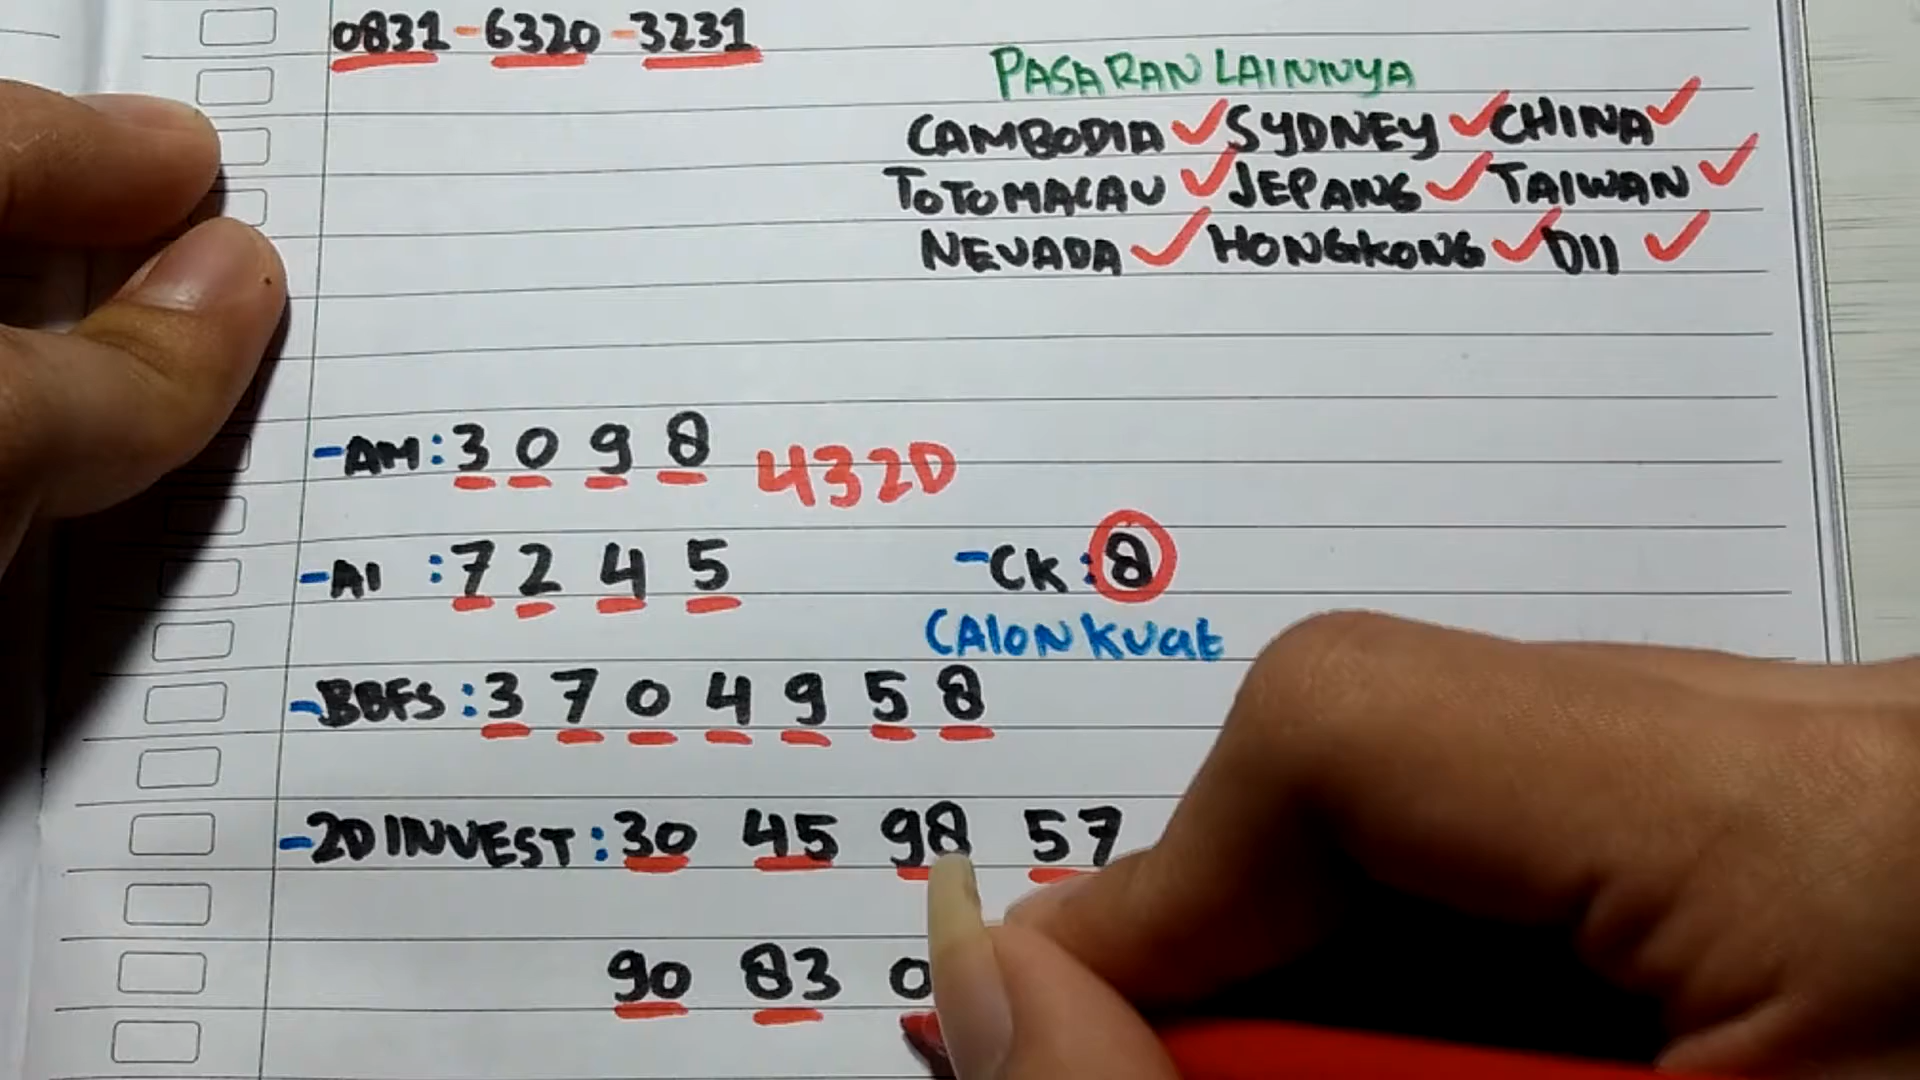 0831-6320-3231
PASARAN LAINNYA
CAMBODIA ✓ SYDNEY ✓ CHINA ✓
TOTOMACAU ✓ JEPANG ✓ TAIWAN ✓
NEVADA ✓ HONGKONG ✓ Dll ✓
-AM: 3 0 9 8 432D
-AI : 7 2 4 5
-CK: 8
CALON KUAt
-BBFS: 3 7 0 4 9 5 8
-2D INVEST: 30 45 98 57
90 83 0